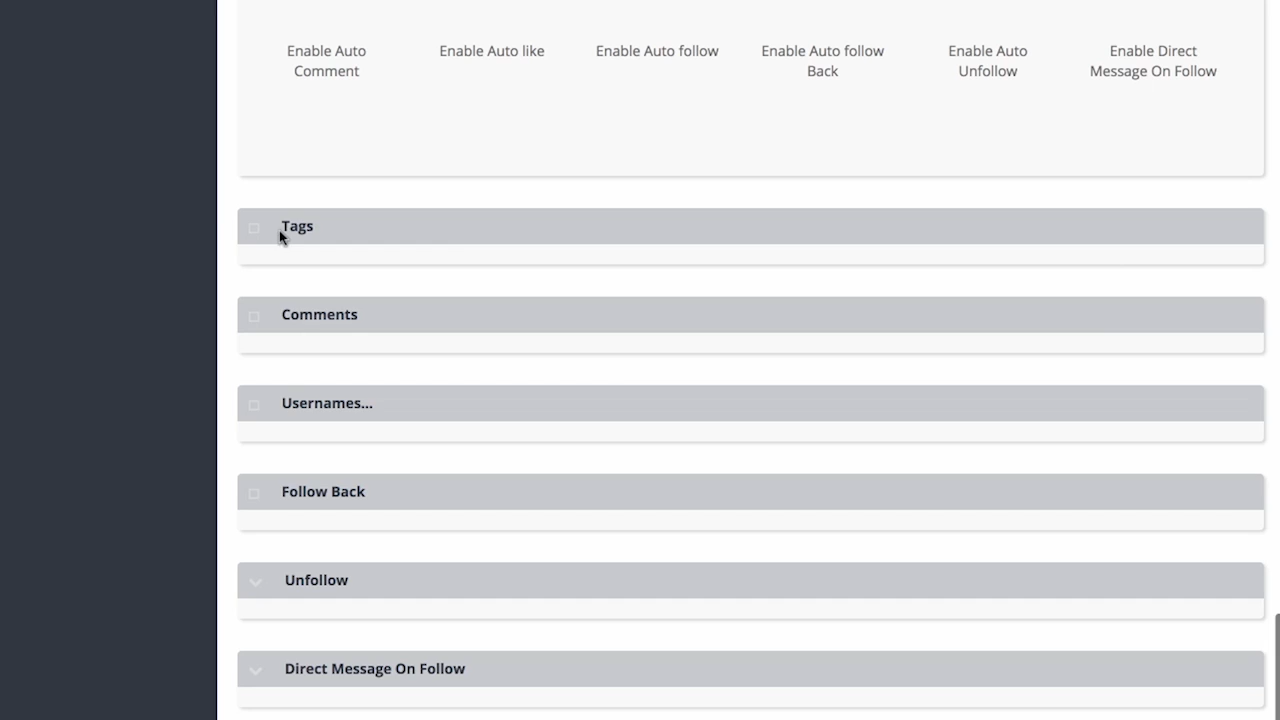 Enable Auto Comment
Enable Auto like
Enable Auto follow
Enable Auto follow Back
Enable Auto Unfollow
Enable Direct Message On Follow
Tags
Comments
Usernames...
Follow Back
Unfollow
Direct Message On Follow